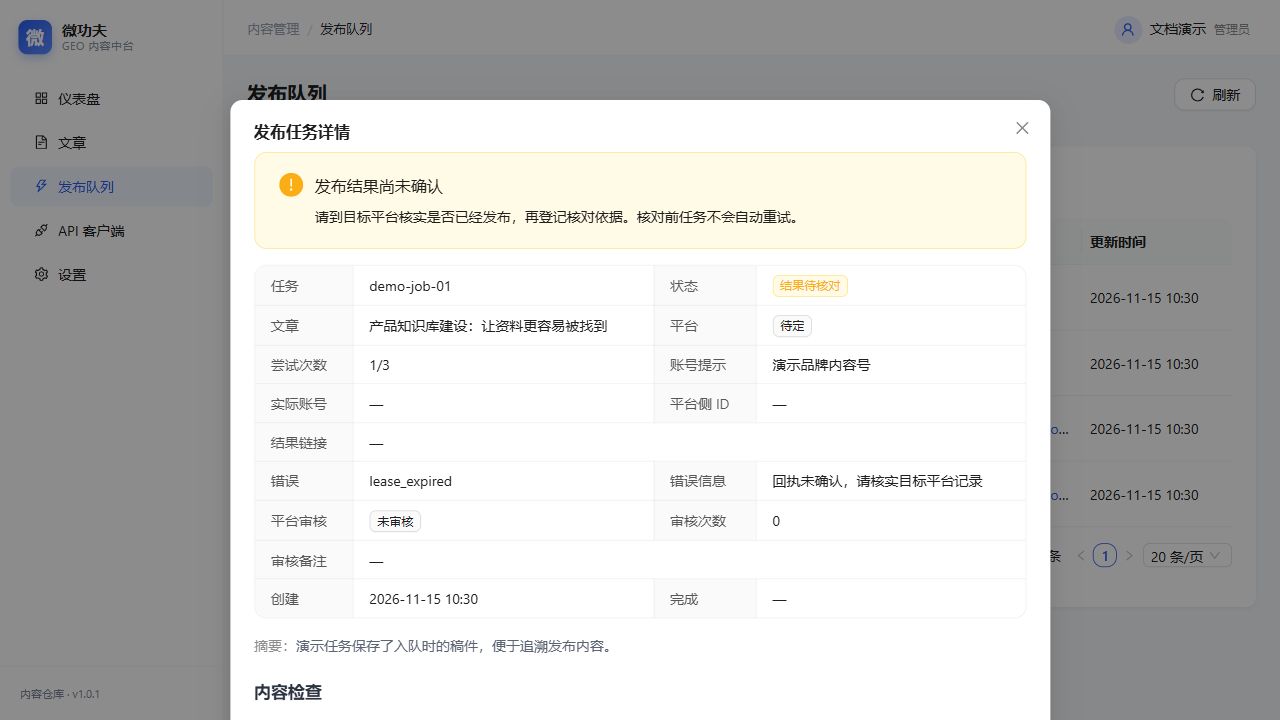 微
微功夫
GEO 内容中台
仪表盘
文章
发布队列
API 客户端
设置
内容仓库 · v1.0.1
内容管理 / 发布队列
文档演示 管理员
发布队列
刷新
发布任务详情
发布结果尚未确认
请到目标平台核实是否已经发布，再登记核对依据。核对前任务不会自动重试。
任务 demo-job-01 状态 结果待核对
文章 产品知识库建设：让资料更容易被找到 平台 待定
尝试次数 1/3 账号提示 演示品牌内容号
实际账号 — 平台侧 ID —
结果链接 —
错误 lease_expired 错误信息 回执未确认，请核实目标平台记录
平台审核 未审核 审核次数 0
审核备注 —
创建 2026-11-15 10:30 完成 —
摘要：演示任务保存了入队时的稿件，便于追溯发布内容。
内容检查
更新时间
2026-11-15 10:30
2026-11-15 10:30
o... 2026-11-15 10:30
o... 2026-11-15 10:30
条 1 20 条/页